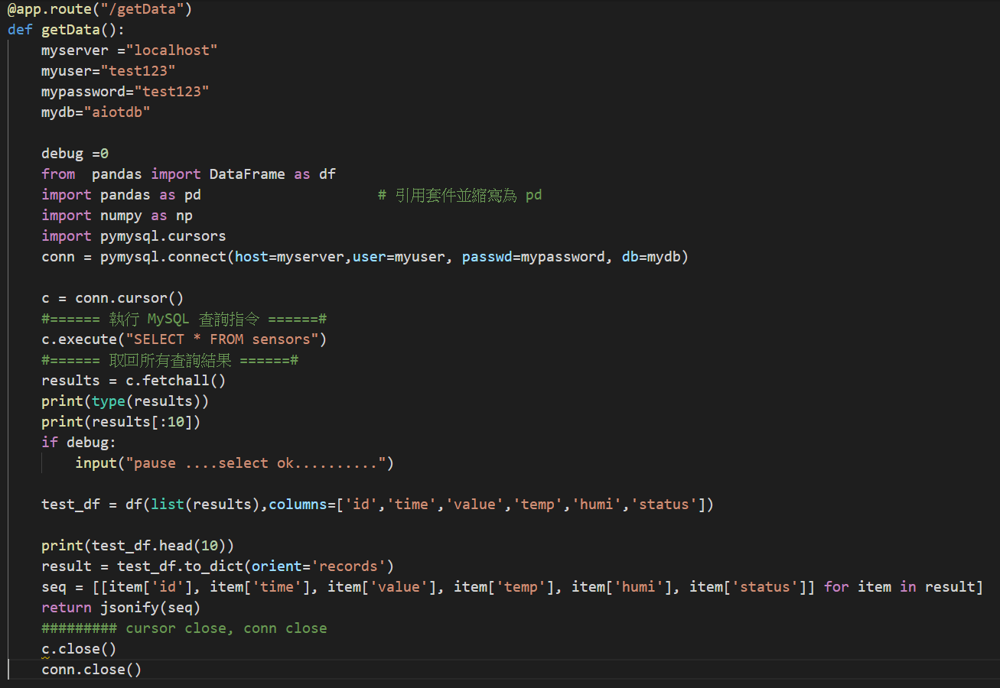 @app.route("/getData")
def getData():
    myserver ="localhost"
    myuser="test123"
    mypassword="test123"
    mydb="aiotdb"
    debug =0
    from  pandas import DataFrame as df
    import pandas as pd                     # 引用套件並縮寫為 pd
    import numpy as np
    import pymysql.cursors
    conn = pymysql.connect(host=myserver,user=myuser, passwd=mypassword, db=mydb)
    c = conn.cursor()
    #====== 執行 MySQL 查詢指令 ======#
    c.execute("SELECT * FROM sensors")
    #====== 取回所有查詢結果 ======#
    results = c.fetchall()
    print(type(results))
    print(results[:10])
    if debug:
        input("pause ....select ok..........")
    test_df = df(list(results),columns=['id','time','value','temp','humi','status'])
    print(test_df.head(10))
    result = test_df.to_dict(orient='records')
    seq = [[item['id'], item['time'], item['value'], item['temp'], item['humi'], item['status']] for item in result]
    return jsonify(seq)
    ######### cursor close, conn close
    c.close()
    conn.close()